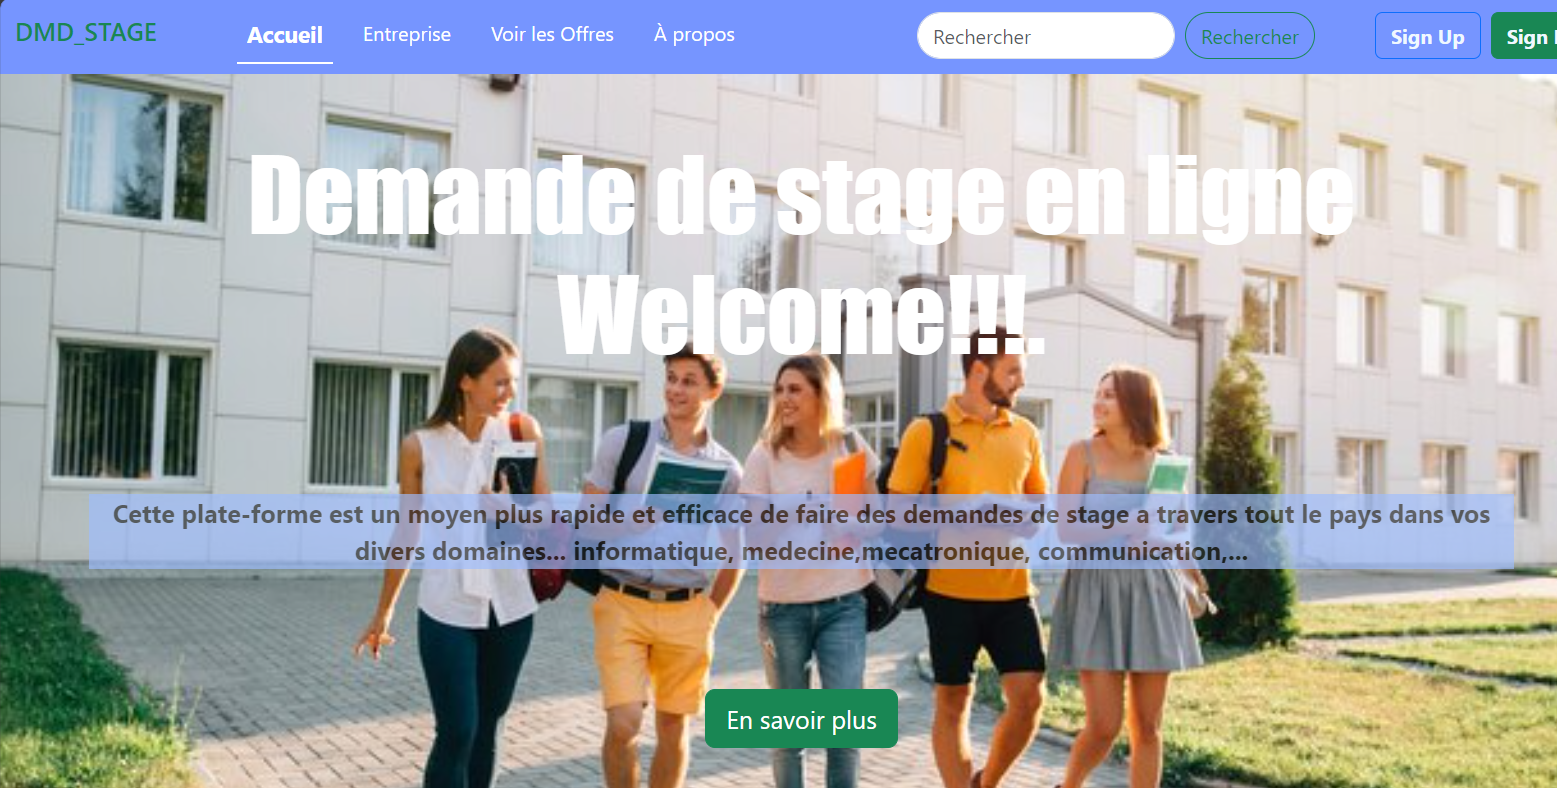 DMD_STAGE Accueil Entreprise Voir les Offres À propos Rechercher Rechercher Sign Up Sign
Demande de stage en ligne
Welcome!!!.
Cette plate-forme est un moyen plus rapide et efficace de faire des demandes de stage a travers tout le pays dans vos
divers domaines... informatique, medecine,mecatronique, communication,...
En savoir plus